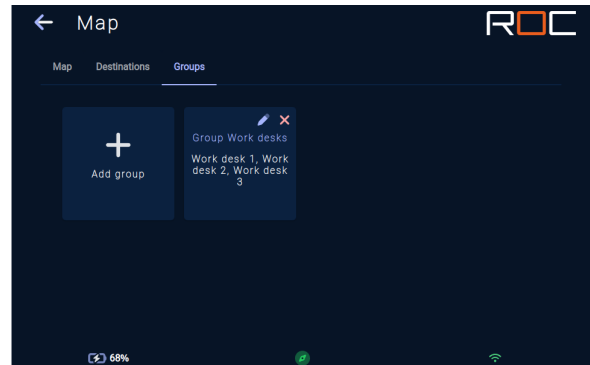 Map
ROC
Map Destinations Groups
Add group
Group Work desks
Work desk 1, Work
desk 2, Work desk
3
68%